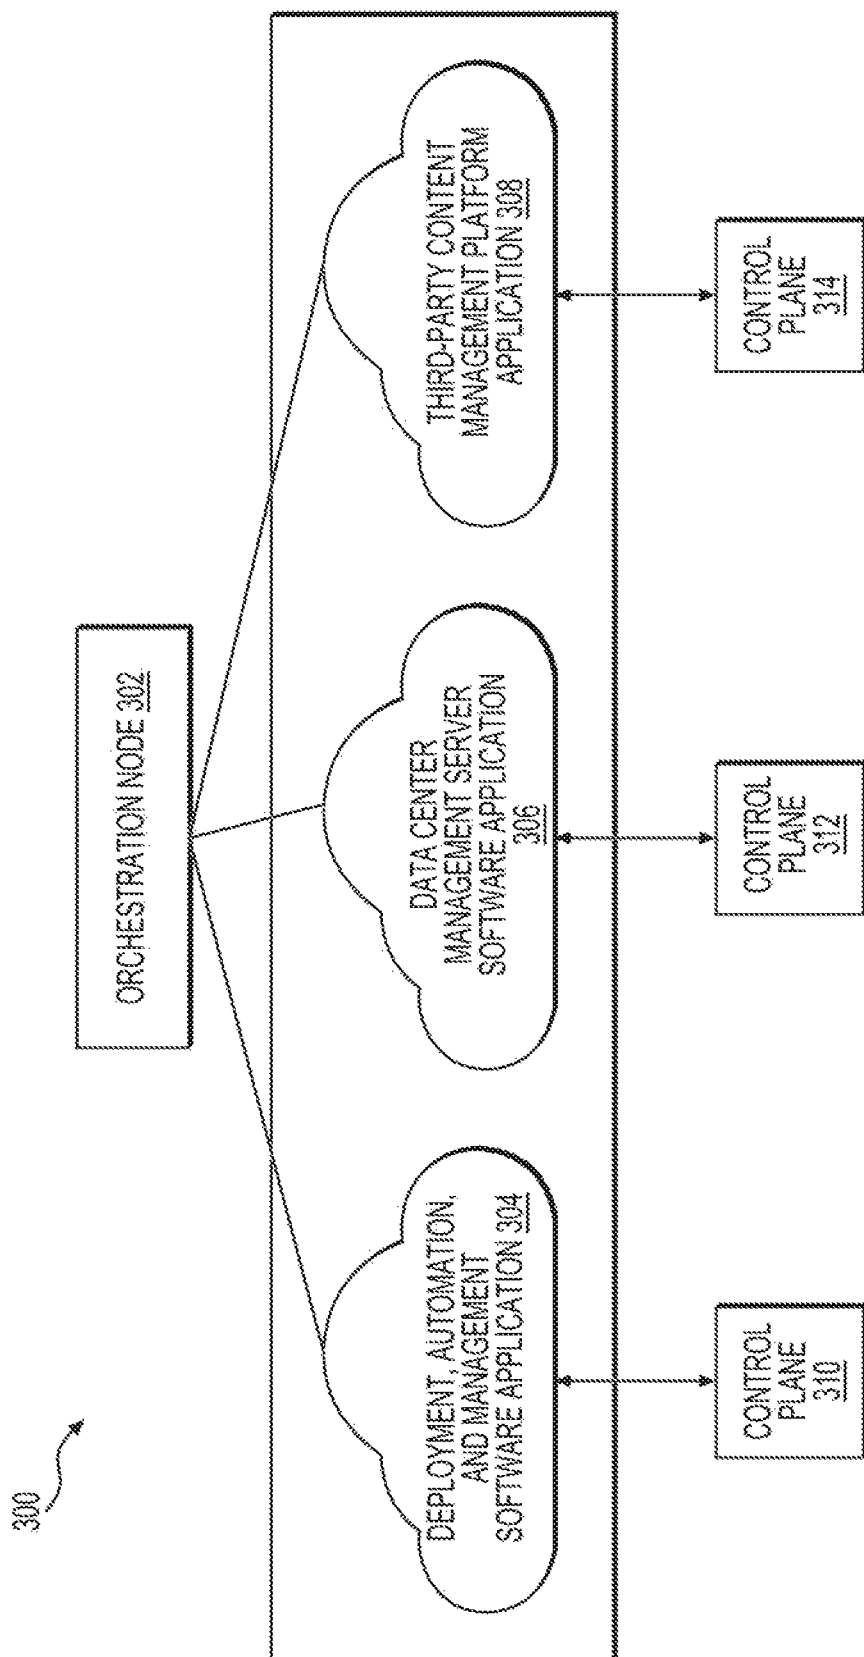 300
ORCHESTRATION NODE 302
DEPLOYMENT, AUTOMATION,
AND MANAGEMENT
SOFTWARE APPLICATION 304
DATA CENTER
MANAGEMENT SERVER
SOFTWARE APPLICATION
306
THIRD-PARTY CONTENT
MANAGEMENT PLATFORM
APPLICATION 308
CONTROL
PLANE
310
CONTROL
PLANE
312
CONTROL
PLANE
314